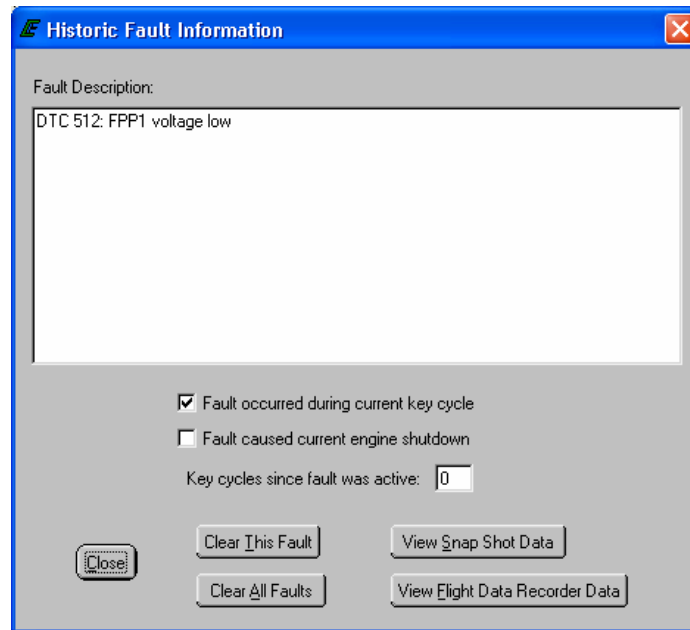 Historic Fault Information
Fault Description:
DTC 512: FPP1 voltage low
Fault occurred during current key cycle
Fault caused current engine shutdown
Key cycles since fault was active: 0
Clear This Fault View Snap Shot Data
Close
Clear All Faults View Flight Data Recorder Data